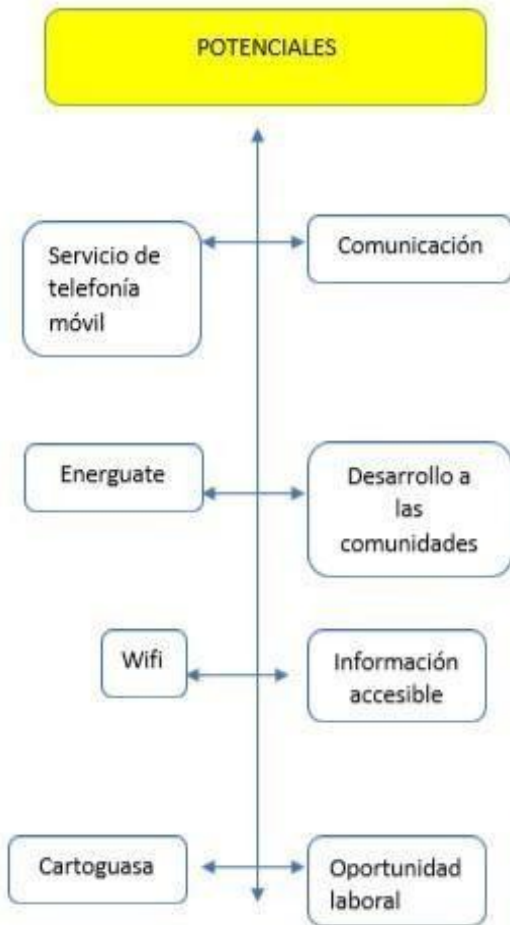 POTENCIALES
Servicio de
telefonía
móvil
Comunicación
Energuate
Desarrollo a
las
comunidades
Wifi
Información
accesible
Cartoguasa
Oportunidad
laboral